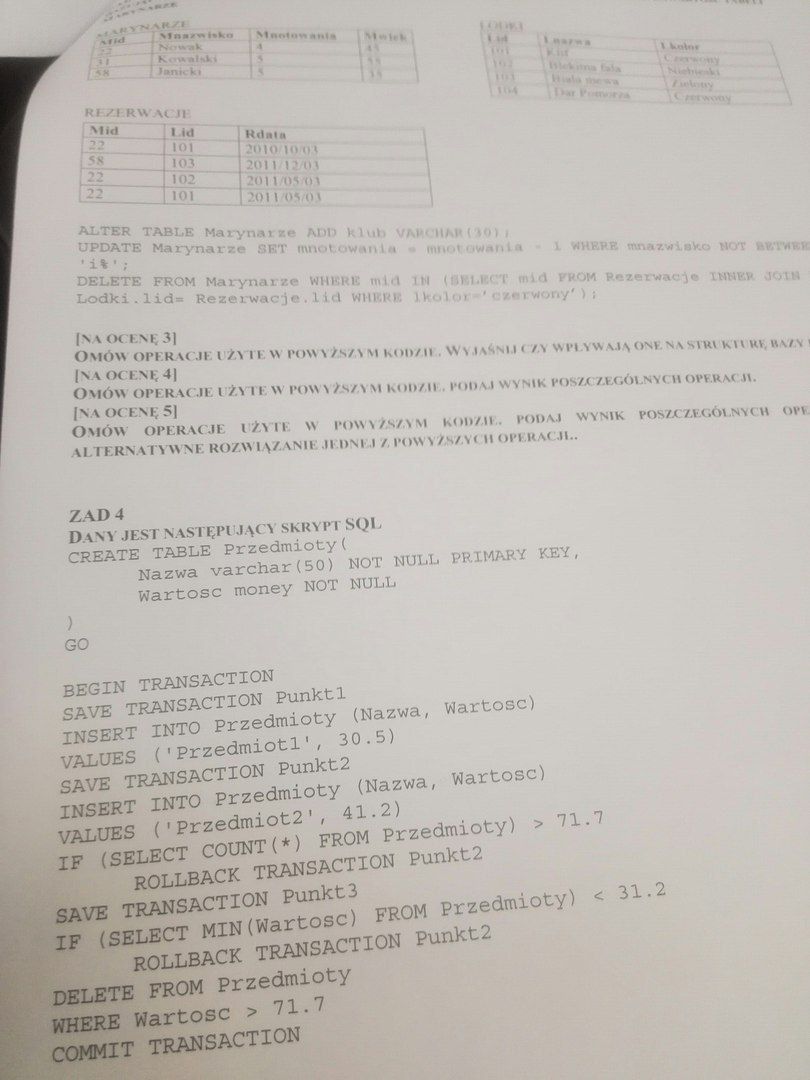 MARYNARZE
MARYNARZE
Mid Mnazwisko Mnotowania Mwiek
22 Nowak 4 45
31 Kowalski 5 55
58 Janicki 5 35
LODKI
Lid Lnazwa Lkolor
101 Czerwony
102 Błękitna fala Niebieski
103 Biała mewa Zielony
104 Dar Pomorza Czerwony
REZERWACJE
Mid Lid Rdata
22 101 2010/10/03
58 103 2011/12/03
22 102 2011/05/03
22 101 2011/05/03
ALTER TABLE Marynarze ADD klub VARCHAR(30);
UPDATE Marynarze SET mnotowania = mnotowania - 1 WHERE mnazwisko NOT BETWEE
'i%';
DELETE FROM Marynarze WHERE mid IN (SELECT mid FROM Rezerwacje INNER JOIN
Lodki.lid= Rezerwacje.lid WHERE lkolor='czerwony');
[NA OCENĘ 3]
OMÓW OPERACJE UŻYTE W POWYŻSZYM KODZIE. WYJAŚNIJ CZY WPŁYWAJĄ ONE NA STRUKTURĘ BAZY
[NA OCENĘ 4]
OMÓW OPERACJE UŻYTE W POWYŻSZYM KODZIE. PODAJ WYNIK POSZCZEGÓLNYCH OPERACJI.
[NA OCENĘ 5]
OMÓW OPERACJE UŻYTE W POWYŻSZYM KODZIE. PODAJ WYNIK POSZCZEGÓLNYCH OPE
ALTERNATYWNE ROZWIĄZANIE JEDNEJ Z POWYŻSZYCH OPERACJI..
ZAD 4
DANY JEST NASTĘPUJĄCY SKRYPT SQL
CREATE TABLE Przedmioty(
Nazwa varchar(50) NOT NULL PRIMARY KEY,
Wartosc money NOT NULL
)
GO
BEGIN TRANSACTION
SAVE TRANSACTION Punkt1
INSERT INTO Przedmioty (Nazwa, Wartosc)
VALUES ('Przedmiot1', 30.5)
SAVE TRANSACTION Punkt2
INSERT INTO Przedmioty (Nazwa, Wartosc)
VALUES ('Przedmiot2', 41.2)
IF (SELECT COUNT(*) FROM Przedmioty) > 71.7
ROLLBACK TRANSACTION Punkt2
SAVE TRANSACTION Punkt3
IF (SELECT MIN(Wartosc) FROM Przedmioty) < 31.2
ROLLBACK TRANSACTION Punkt2
DELETE FROM Przedmioty
WHERE Wartosc > 71.7
COMMIT TRANSACTION